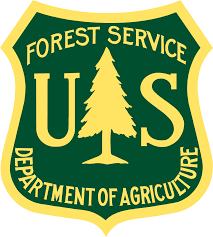 FOREST SERVICE
U S
DEPARTMENT OF AGRICULTURE